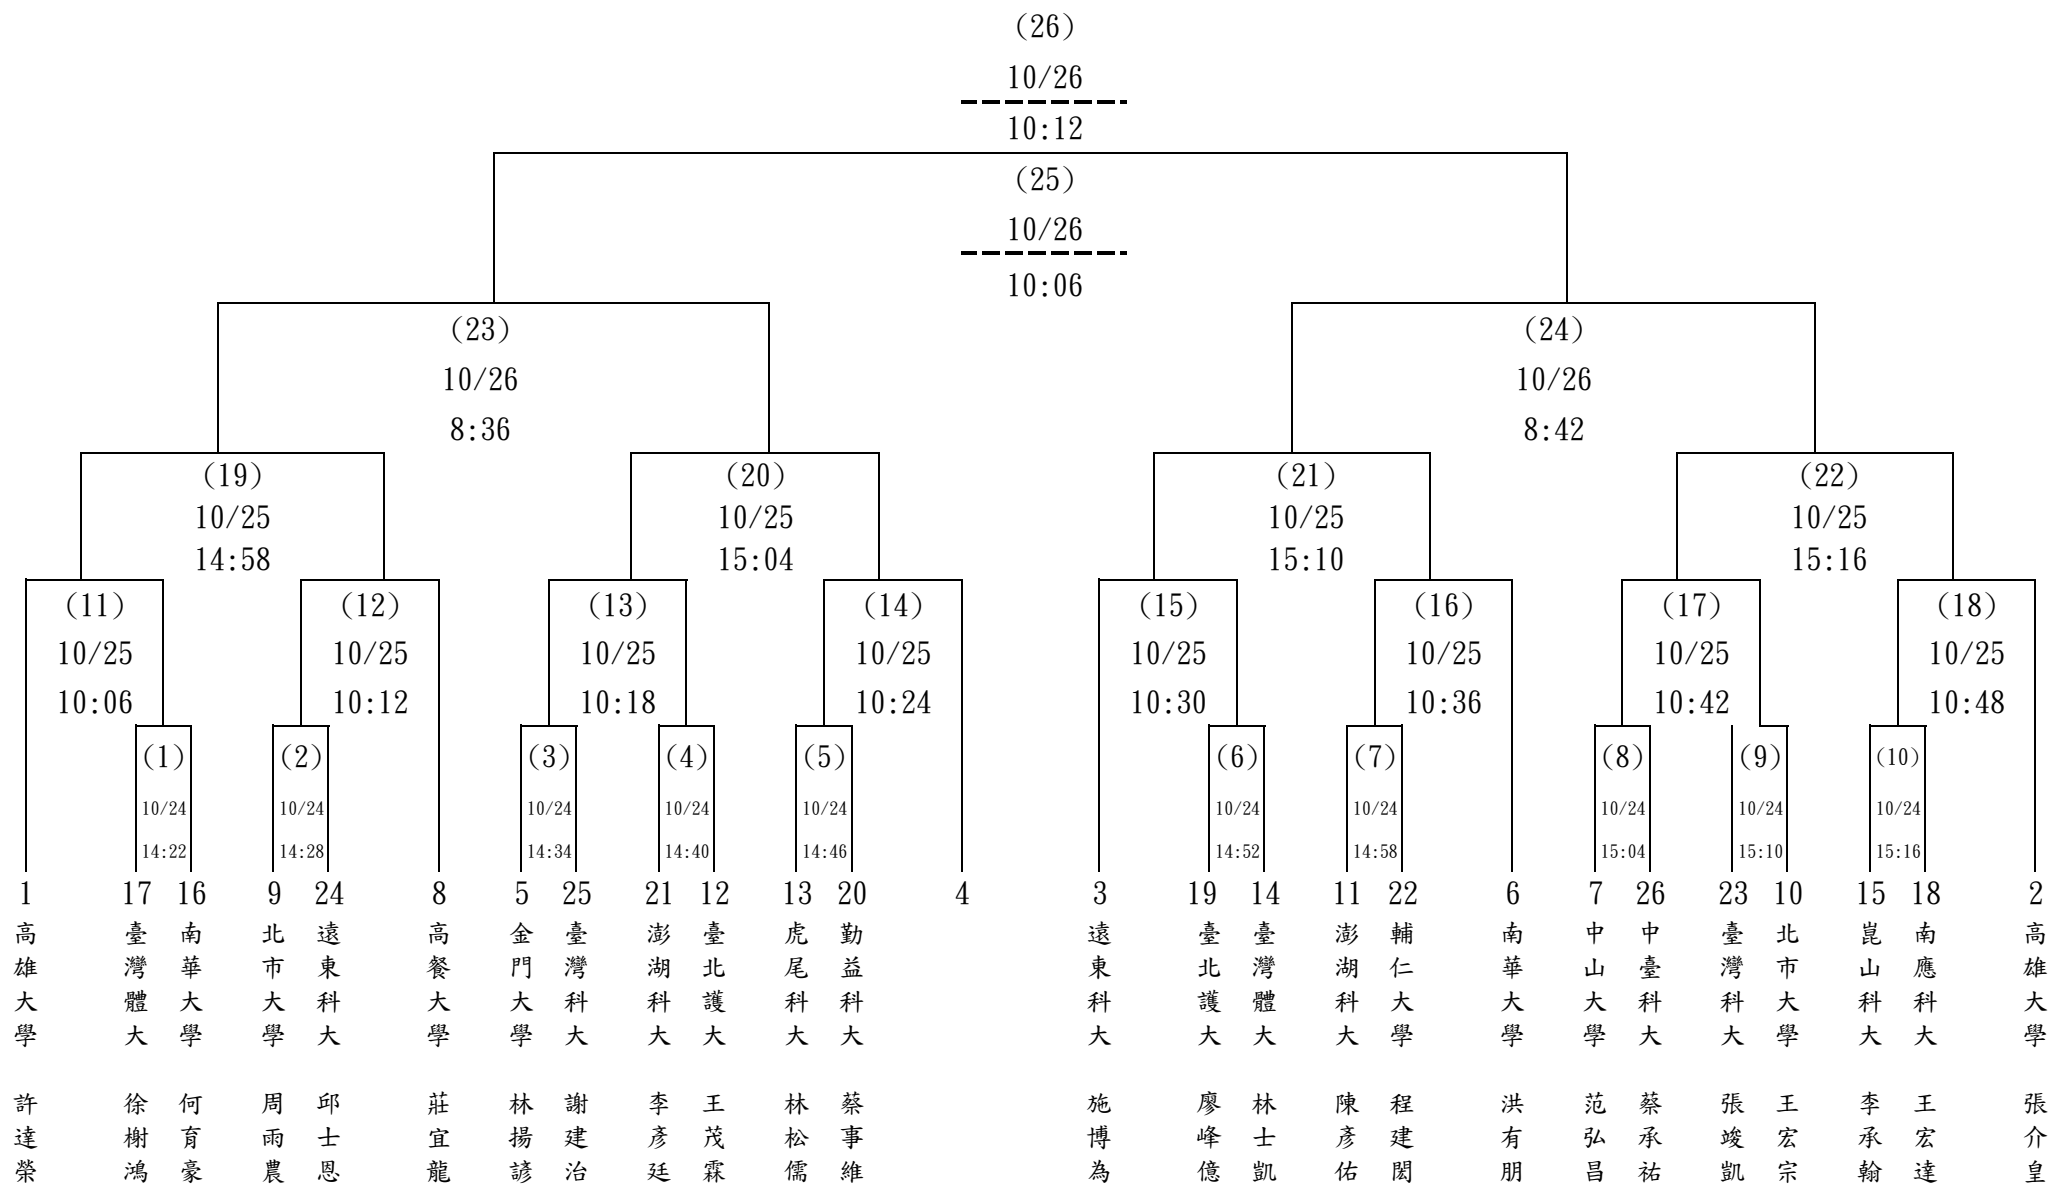 (26)
10/26
10:12
(25)
10/26
10:06
(23)
10/26
8:36
(24)
10/26
8:42
(19)
10/25
14:58
(20)
10/25
15:04
(21)
10/25
15:10
(22)
10/25
15:16
(11)
10/25
10:06
(12)
10/25
10:12
(13)
10/25
10:18
(14)
10/25
10:24
(15)
10/25
10:30
(16)
10/25
10:36
(17)
10/25
10:42
(18)
10/25
10:48
(1)
10/24
14:22
(2)
10/24
14:28
(3)
10/24
14:34
(4)
10/24
14:40
(5)
10/24
14:46
(6)
10/24
14:52
(7)
10/24
14:58
(8)
10/24
15:04
(9)
10/24
15:10
(10)
10/24
15:16
1
高雄大學
許達榮
17
臺灣體大
徐榭鴻
16
南華大學
何育豪
9
北市大學
周雨農
24
遠東科大
邱士恩
8
高餐大學
莊宜龍
5
金門大學
林揚諺
25
臺灣科大
謝建治
21
澎湖科大
李彥廷
12
臺北護大
王茂霖
13
虎尾科大
林松儒
20
勤益科大
蔡事維
4
3
遠東科大
施博為
19
臺北護大
廖峰億
14
臺灣體大
林士凱
11
澎湖科大
陳彥佑
22
輔仁大學
程建閎
6
南華大學
洪有朋
7
中山大學
范弘昌
26
中臺科大
蔡承祐
23
臺灣科大
張竣凱
10
北市大學
王宏宗
15
崑山科大
李承翰
18
南應科大
王宏達
2
高雄大學
張介皇